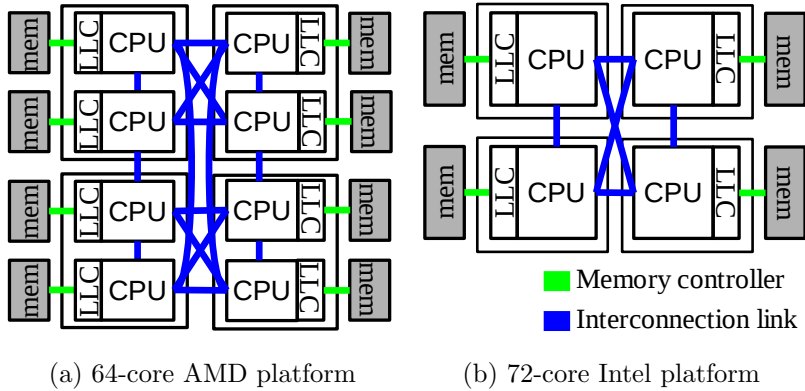 mem LLC CPU CPU LLC mem
mem LLC CPU CPU LLC mem
mem LLC CPU CPU LLC mem
mem LLC CPU CPU LLC mem
mem LLC CPU CPU LLC mem
mem LLC CPU CPU LLC mem
Memory controller
Interconnection link
(a) 64-core AMD platform
(b) 72-core Intel platform